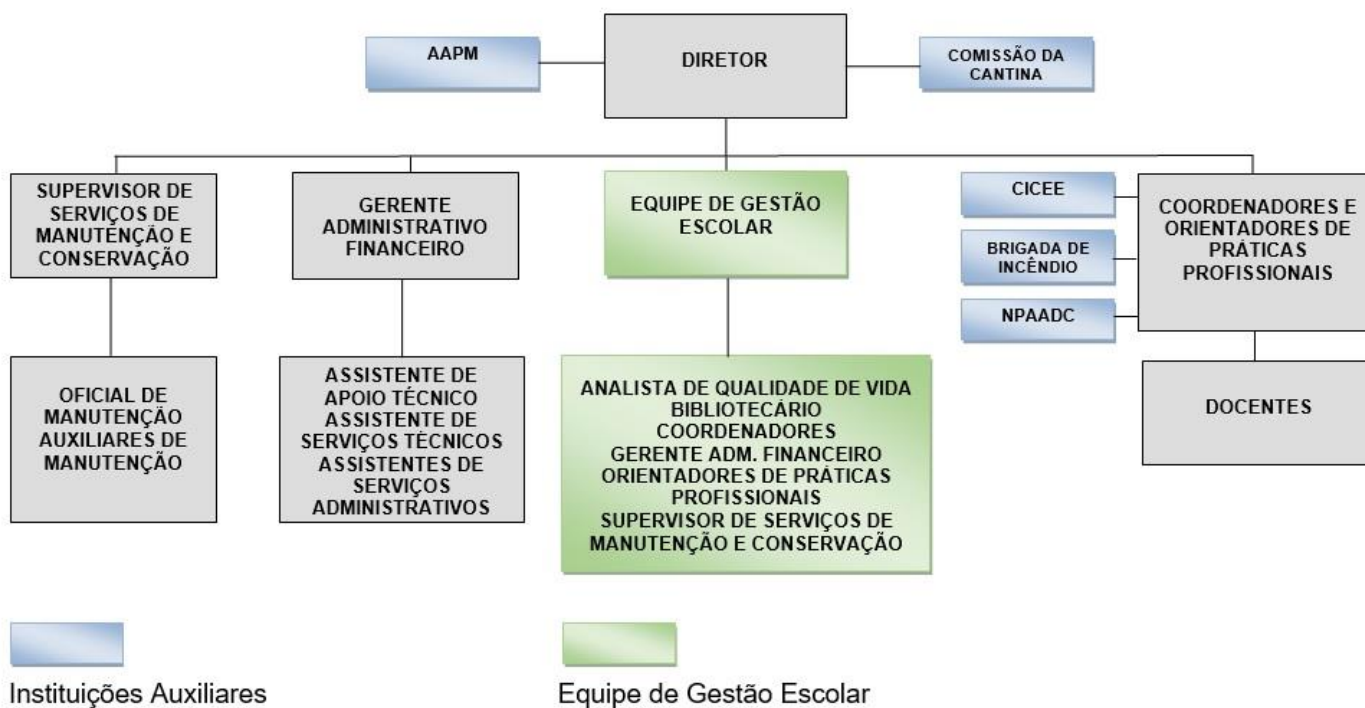 AAPM
DIRETOR
COMISSÃO DA
CANTINA
SUPERVISOR DE
SERVIÇOS DE
MANUTENÇÃO E
CONSERVAÇÃO
GERENTE
ADMINISTRATIVO
FINANCEIRO
EQUIPE DE GESTÃO
ESCOLAR
CICEE
BRIGADA DE
INCÊNDIO
NPAADC
COORDENADORES E
ORIENTADORES DE
PRÁTICAS
PROFISSIONAIS
OFICIAL DE
MANUTENÇÃO
AUXILIARES DE
MANUTENÇÃO
ASSISTENTE DE
APOIO TÉCNICO
ASSISTENTE DE
SERVIÇOS TÉCNICOS
ASSISTENTES DE
SERVIÇOS
ADMINISTRATIVOS
ANALISTA DE QUALIDADE DE VIDA
BIBLIOTECÁRIO
COORDENADORES
GERENTE ADM. FINANCEIRO
ORIENTADORES DE PRÁTICAS
PROFISSIONAIS
SUPERVISOR DE SERVIÇOS DE
MANUTENÇÃO E CONSERVAÇÃO
DOCENTES
Instituições Auxiliares
Equipe de Gestão Escolar